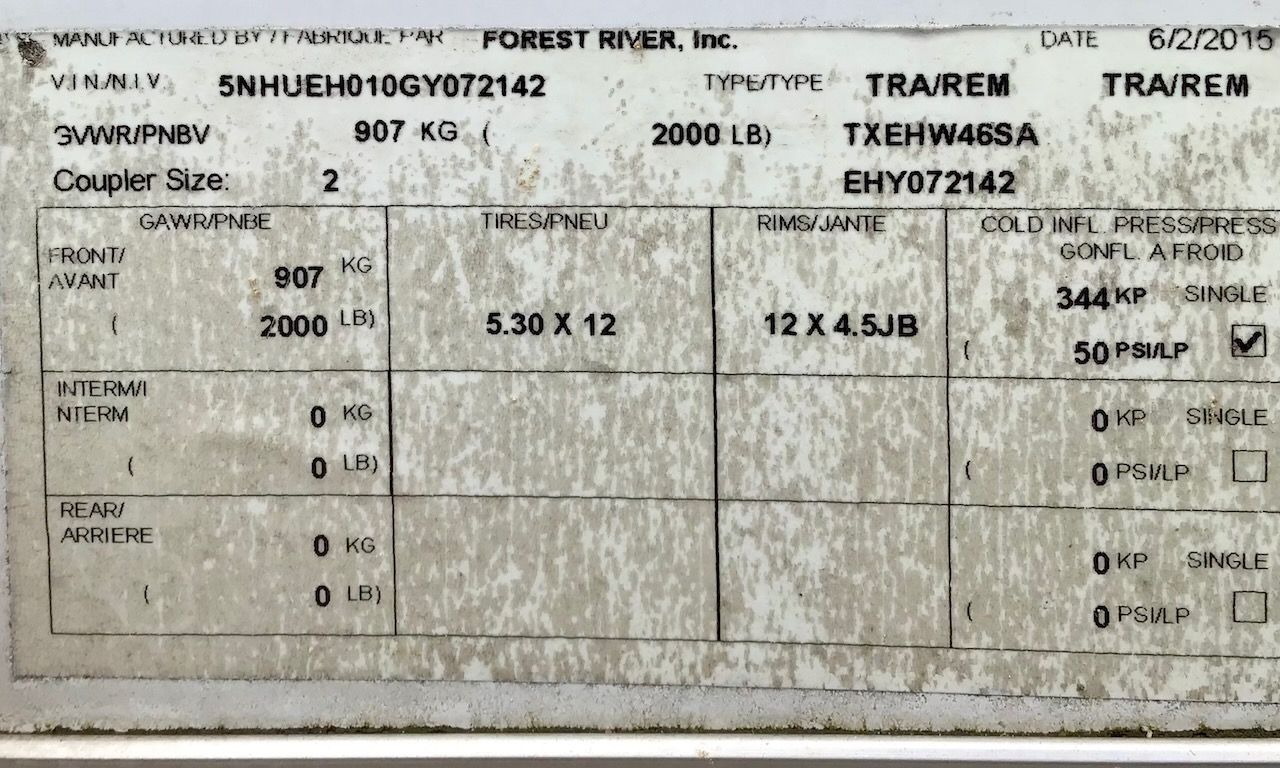 MANUFACTURED BY / FABRIQUE PAR FOREST RIVER, Inc. DATE 6/2/2015
V.I.N./N.I.V. 5NHUEH010GY072142 TYPE/TYPE TRA/REM TRA/REM
GVWR/PNBV 907 KG ( 2000 LB) TXEHW46SA
Coupler Size: 2 EHY072142
GAWR/PNBE TIRES/PNEU RIMS/JANTE COLD INFL. PRESS/PRESS
GONFL. A FROID
FRONT/
AVANT 907 KG 344 KP SINGLE
( 2000 LB) 5.30 X 12 12 X 4.5JB ( 50 PSI/LP
INTERM/I
NTERM 0 KG 0 KP SINGLE
( 0 LB) ( 0 PSI/LP
REAR/
ARRIERE 0 KG 0 KP SINGLE
( 0 LB) ( 0 PSI/LP